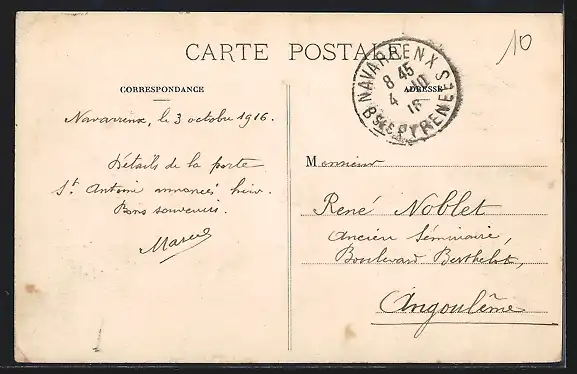 10
CARTE POSTALE
NAVARRENX
8 45
4 -10
16
BSES PYRENEES
CORRESPONDANCE
ADRESSE
Navarrenx, le 3 octobre 1916.
Détails de la porte
St Antoine annoncés hier.
Bons souvenirs.
Marcel
Monsieur
René Noblet
Ancien Séminaire,
Boulevard Berthelot,
Angoulême